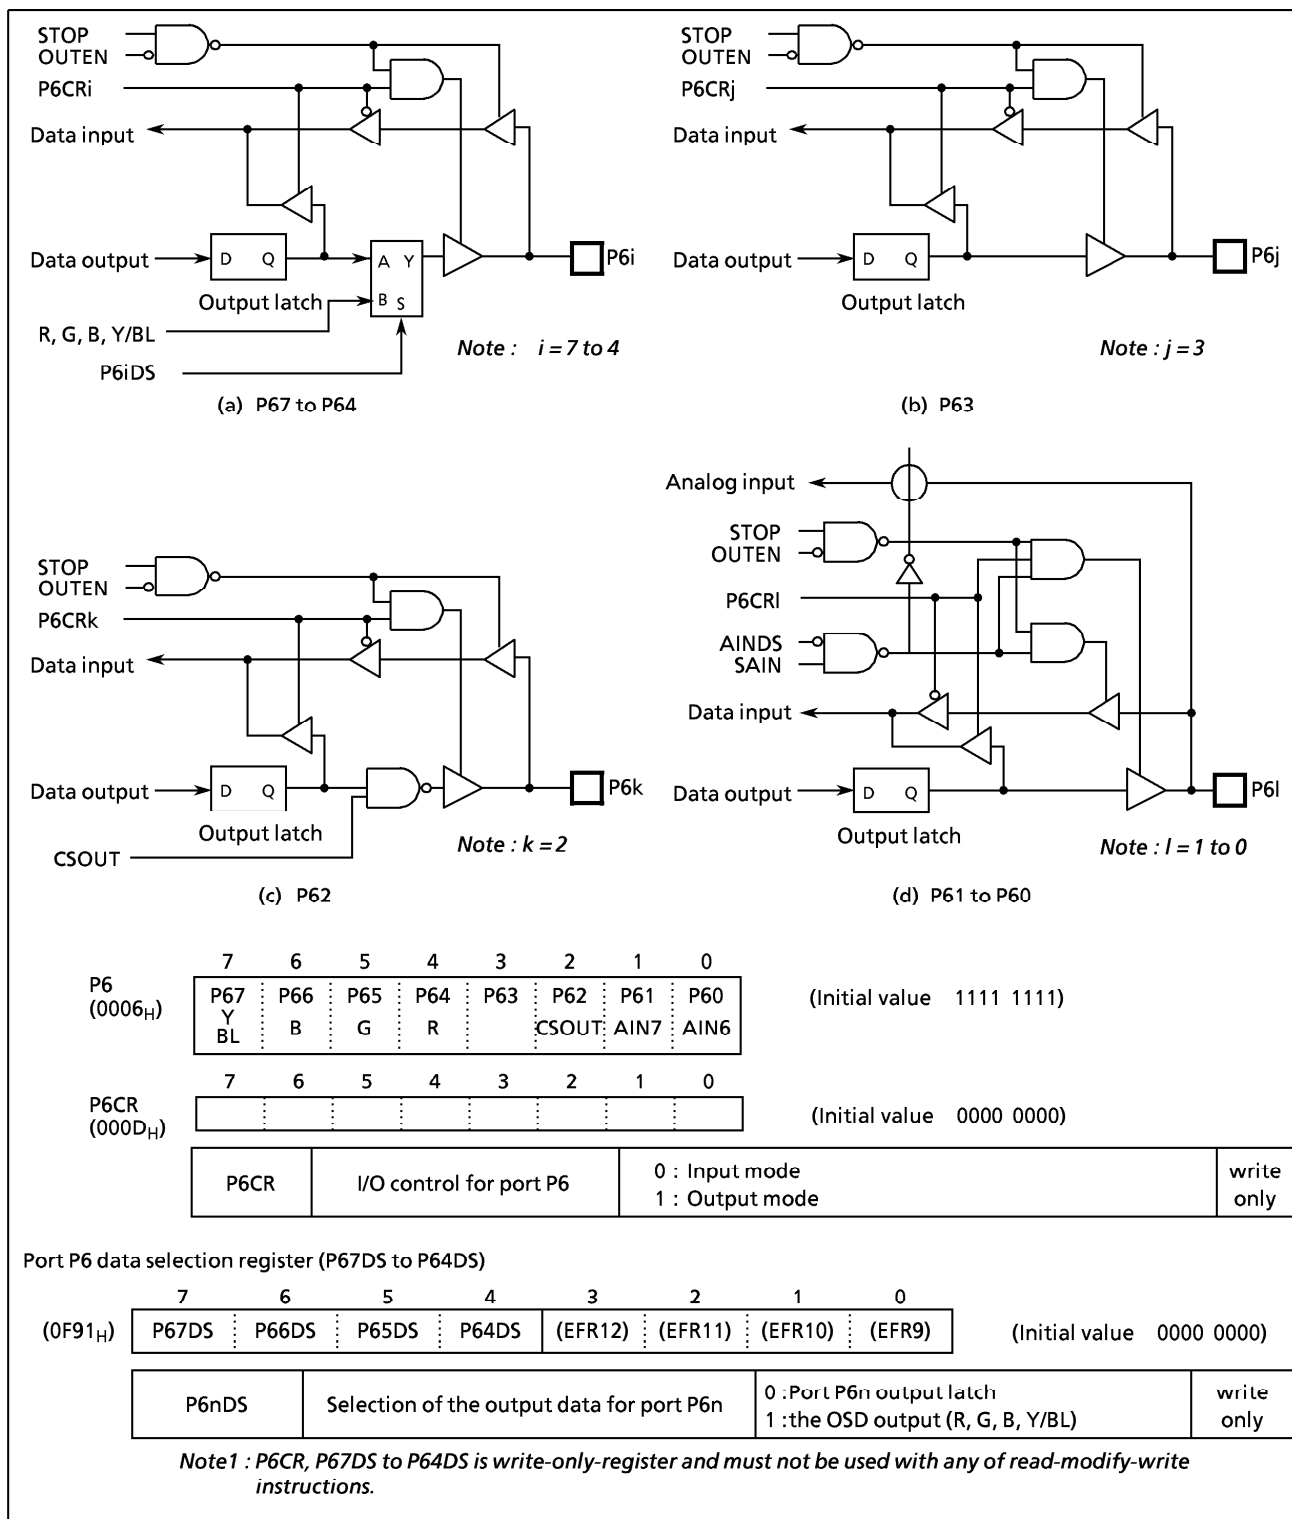 STOP
OUTEN
P6CRi
Data input
Data output
D Q
Output latch
A Y
B S
R, G, B, Y/BL
P6iDS
P6i
Note : i = 7 to 4
(a) P67 to P64
STOP
OUTEN
P6CRj
Data input
Data output
D Q
Output latch
P6j
Note : j = 3
(b) P63
STOP
OUTEN
P6CRk
Data input
Data output
D Q
Output latch
CSOUT
P6k
Note : k = 2
(c) P62
Analog input
STOP
OUTEN
P6CRl
AINDS
SAIN
Data input
Data output
D Q
Output latch
P6l
Note : l = 1 to 0
(d) P61 to P60
7 6 5 4 3 2 1 0
P6
(0006H)
P67 P66 P65 P64 P63 P62 P61 P60
Y
BL B G R CSOUT AIN7 AIN6
(Initial value 1111 1111)
7 6 5 4 3 2 1 0
P6CR
(000DH)
(Initial value 0000 0000)
P6CR I/O control for port P6
0 : Input mode
1 : Output mode
write
only
Port P6 data selection register (P67DS to P64DS)
7 6 5 4 3 2 1 0
(0F91H) P67DS P66DS P65DS P64DS (EFR12) (EFR11) (EFR10) (EFR9) (Initial value 0000 0000)
P6nDS Selection of the output data for port P6n
0 :Port P6n output latch
1 :the OSD output (R, G, B, Y/BL)
write
only
Note1 : P6CR, P67DS to P64DS is write-only-register and must not be used with any of read-modify-write
instructions.